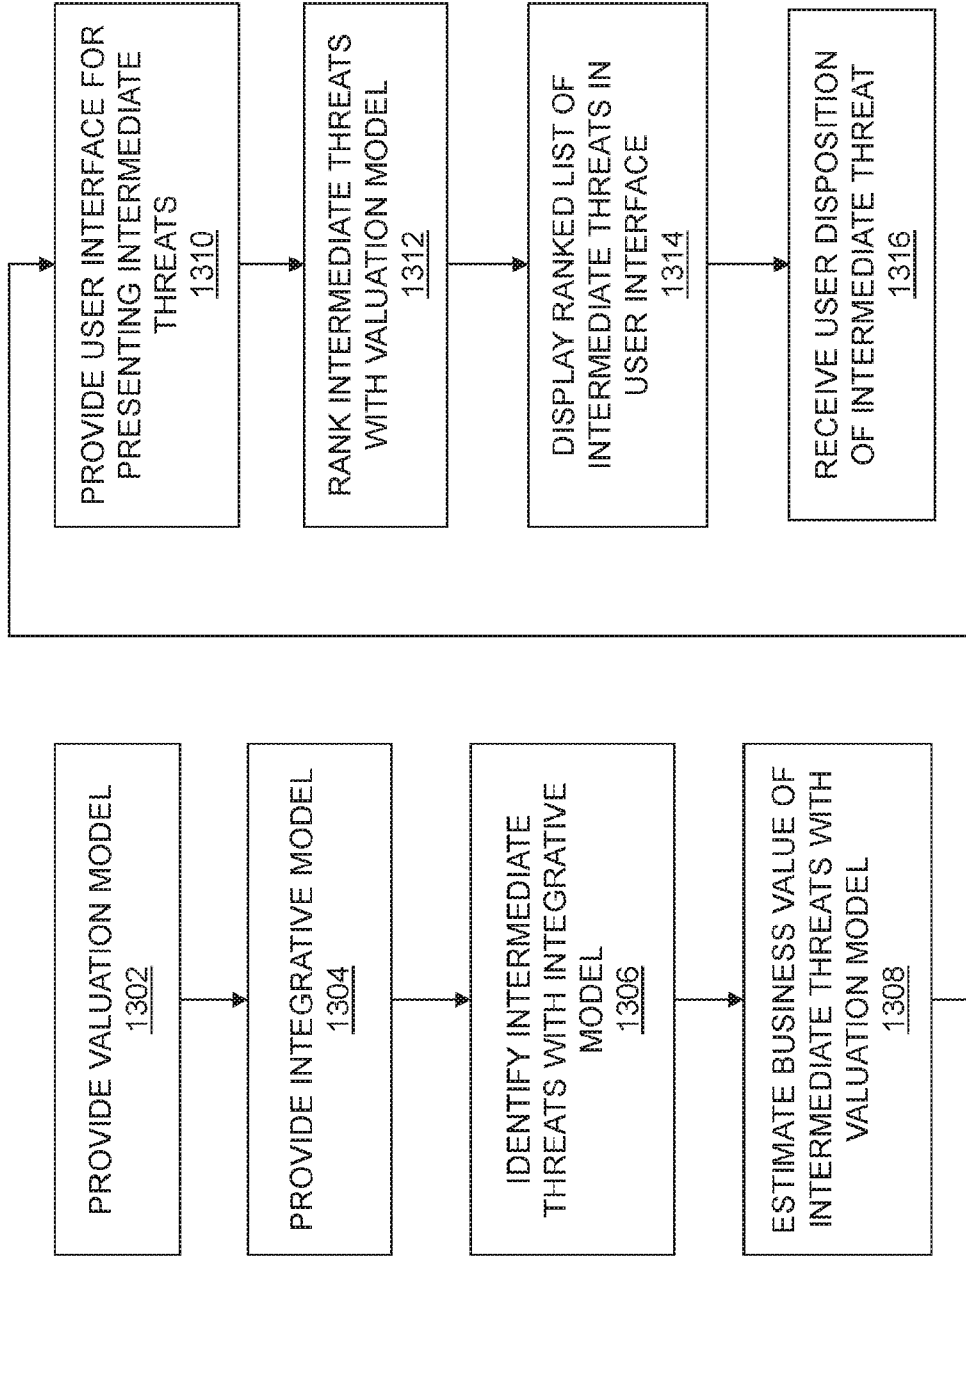 PROVIDE VALUATION MODEL
1302
PROVIDE INTEGRATIVE MODEL
1304
IDENTIFY INTERMEDIATE
THREATS WITH INTEGRATIVE
MODEL
1306
ESTIMATE BUSINESS VALUE OF
INTERMEDIATE THREATS WITH
VALUATION MODEL
1308
PROVIDE USER INTERFACE FOR
PRESENTING INTERMEDIATE
THREATS
1310
RANK INTERMEDIATE THREATS
WITH VALUATION MODEL
1312
DISPLAY RANKED LIST OF
INTERMEDIATE THREATS IN
USER INTERFACE
1314
RECEIVE USER DISPOSITION
OF INTERMEDIATE THREAT
1316